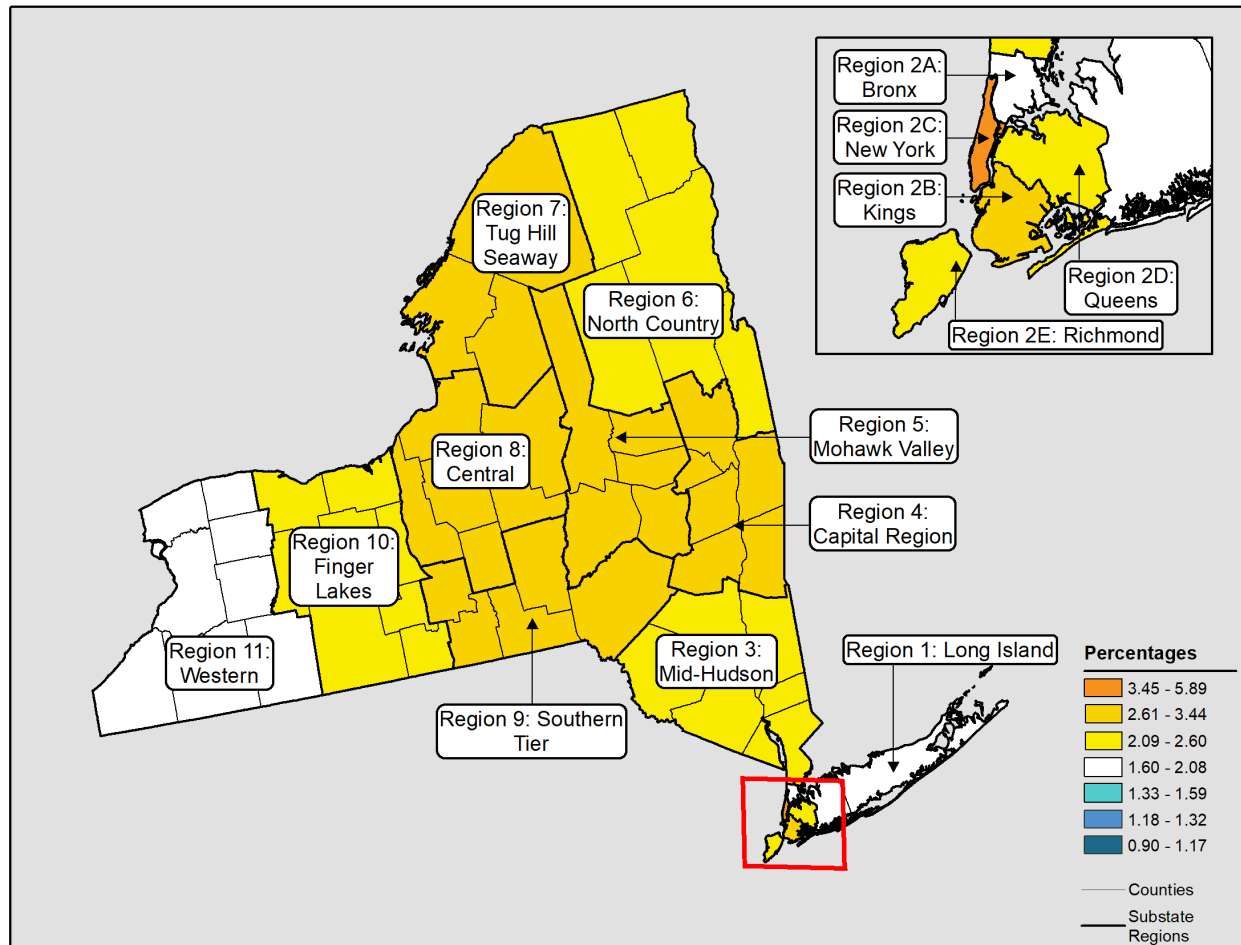 Region 2A:
Bronx
Region 2C:
New York
Region 2B:
Kings
Region 2D:
Queens
Region 2E: Richmond
Region 7:
Tug Hill
Seaway
Region 6:
North Country
Region 5:
Mohawk Valley
Region 8:
Central
Region 4:
Capital Region
Region 10:
Finger
Lakes
Region 11:
Western
Region 3:
Mid-Hudson
Region 1: Long Island
Region 9: Southern
Tier
Percentages
3.45 - 5.89
2.61 - 3.44
2.09 - 2.60
1.60 - 2.08
1.33 - 1.59
1.18 - 1.32
0.90 - 1.17
Counties
Substate
Regions